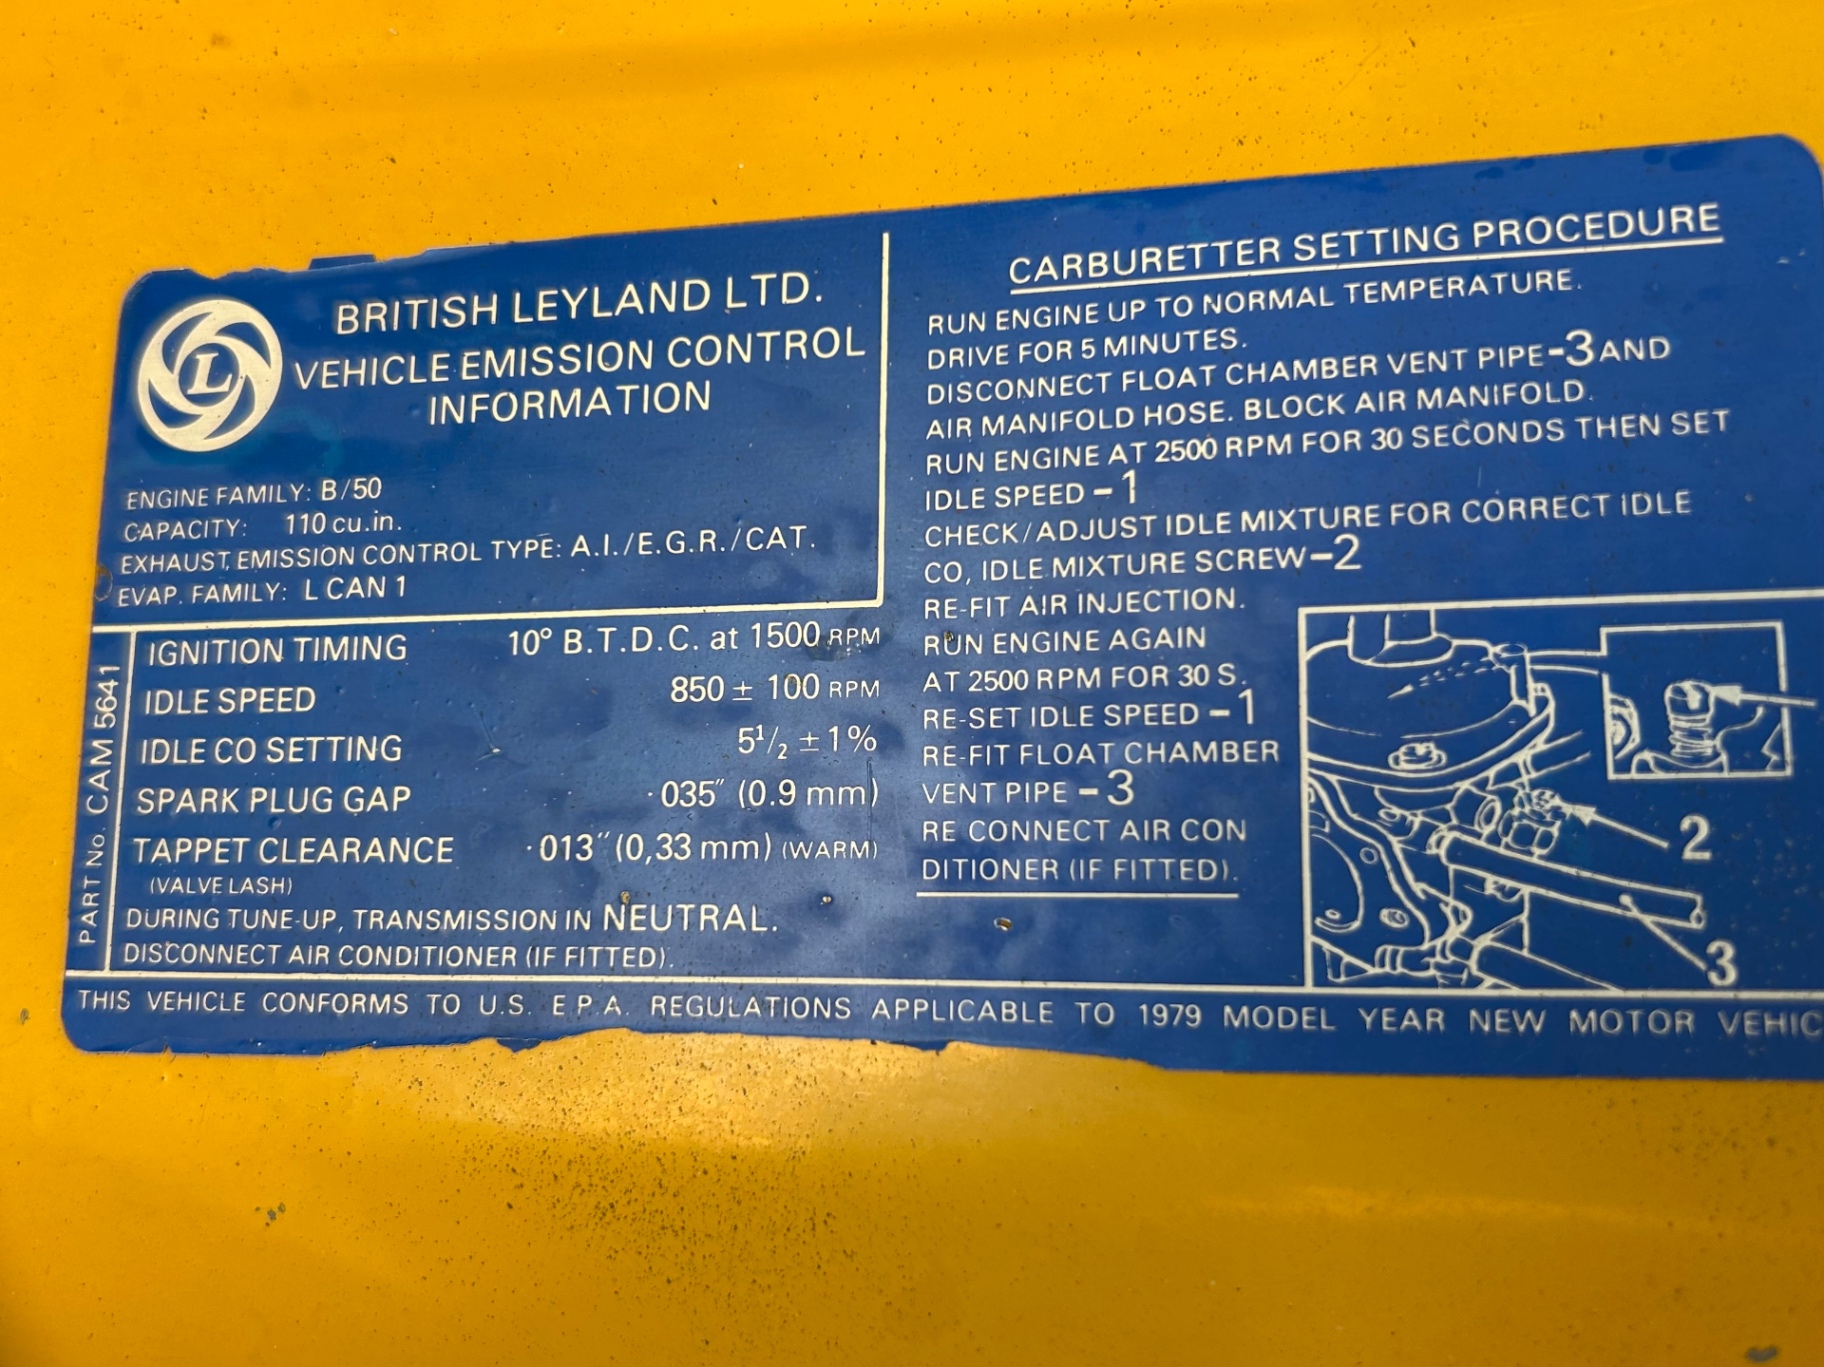 L
BRITISH LEYLAND LTD.
VEHICLE EMISSION CONTROL
INFORMATION
ENGINE FAMILY: B/50
CAPACITY: 110 cu.in.
EXHAUST EMISSION CONTROL TYPE: A.I./E.G.R./CAT.
EVAP. FAMILY: L CAN 1
PART No. CAM 5641
IGNITION TIMING 10° B.T.D.C. at 1500 RPM
IDLE SPEED 850 ± 100 RPM
IDLE CO SETTING 5½ ± 1%
SPARK PLUG GAP ·035″ (0.9 mm)
TAPPET CLEARANCE ·013″ (0,33 mm) (WARM)
(VALVE LASH)
DURING TUNE-UP, TRANSMISSION IN NEUTRAL.
DISCONNECT AIR CONDITIONER (IF FITTED).
CARBURETTER SETTING PROCEDURE
RUN ENGINE UP TO NORMAL TEMPERATURE.
DRIVE FOR 5 MINUTES.
DISCONNECT FLOAT CHAMBER VENT PIPE-3 AND
AIR MANIFOLD HOSE. BLOCK AIR MANIFOLD.
RUN ENGINE AT 2500 RPM FOR 30 SECONDS THEN SET
IDLE SPEED -1
CHECK/ADJUST IDLE MIXTURE FOR CORRECT IDLE
CO, IDLE MIXTURE SCREW-2
RE-FIT AIR INJECTION.
RUN ENGINE AGAIN
AT 2500 RPM FOR 30 S.
RE-SET IDLE SPEED -1
RE-FIT FLOAT CHAMBER
VENT PIPE -3
RE CONNECT AIR CON
DITIONER (IF FITTED).
2
3
THIS VEHICLE CONFORMS TO U.S. E.P.A. REGULATIONS APPLICABLE TO 1979 MODEL YEAR NEW MOTOR VEHIC